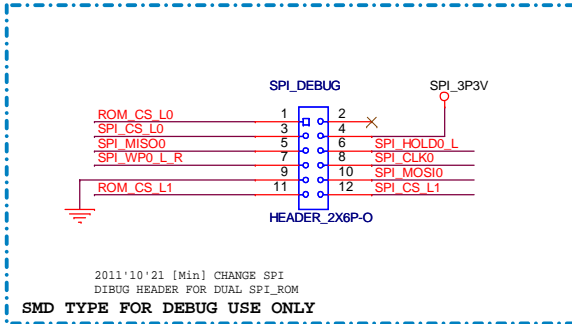 SPI_DEBUG SPI_3P3V
ROM_CS_L0 1 2
SPI_CS_L0 3 4
SPI_MISO0 5 6 SPI_HOLD0_L
SPI_WP0_L_R 7 8 SPI_CLK0
9 10 SPI_MOSI0
ROM_CS_L1 11 12 SPI_CS_L1
HEADER_2X6P-O
2011'10'21 [Min] CHANGE SPI
DIBUG HEADER FOR DUAL SPI_ROM
SMD TYPE FOR DEBUG USE ONLY